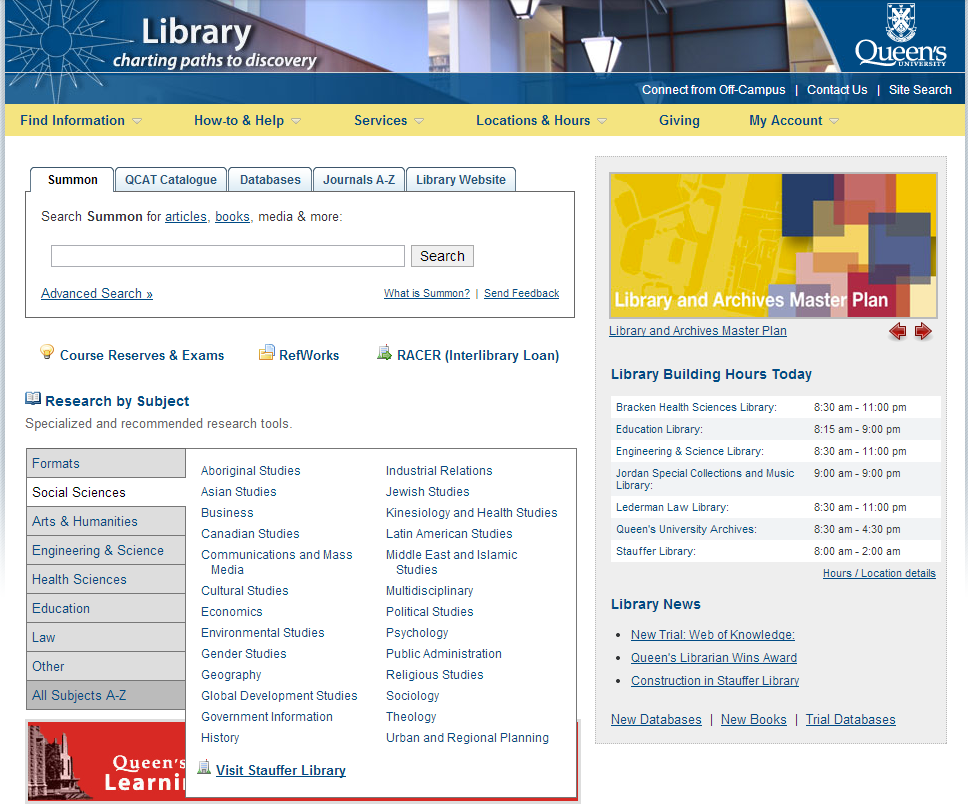 Library
charting paths to discovery
Queen's
UNIVERSITY
Connect from Off-Campus | Contact Us | Site Search
Find Information How-to & Help Services Locations & Hours Giving My Account
Summon QCAT Catalogue Databases Journals A-Z Library Website
Search Summon for articles, books, media & more:
Search
Advanced Search »
What is Summon? | Send Feedback
Course Reserves & Exams RefWorks RACER (Interlibrary Loan)
Research by Subject
Specialized and recommended research tools.
Formats
Social Sciences
Arts & Humanities
Engineering & Science
Health Sciences
Education
Law
Other
All Subjects A-Z
Aboriginal Studies
Asian Studies
Business
Canadian Studies
Communications and Mass
Media
Cultural Studies
Economics
Environmental Studies
Gender Studies
Geography
Global Development Studies
Government Information
History
Industrial Relations
Jewish Studies
Kinesiology and Health Studies
Latin American Studies
Middle East and Islamic
Studies
Multidisciplinary
Political Studies
Psychology
Public Administration
Religious Studies
Sociology
Theology
Urban and Regional Planning
Visit Stauffer Library
Queen's
Learni
Library and Archives Master Plan
Library and Archives Master Plan
Library Building Hours Today
Bracken Health Sciences Library: 8:30 am - 11:00 pm
Education Library: 8:15 am - 9:00 pm
Engineering & Science Library: 8:30 am - 11:00 pm
Jordan Special Collections and Music 9:00 am - 9:00 pm
Library:
Lederman Law Library: 8:30 am - 11:00 pm
Queen's University Archives: 8:30 am - 4:30 pm
Stauffer Library: 8:00 am - 2:00 am
Hours / Location details
Library News
New Trial: Web of Knowledge:
Queen's Librarian Wins Award
Construction in Stauffer Library
New Databases | New Books | Trial Databases